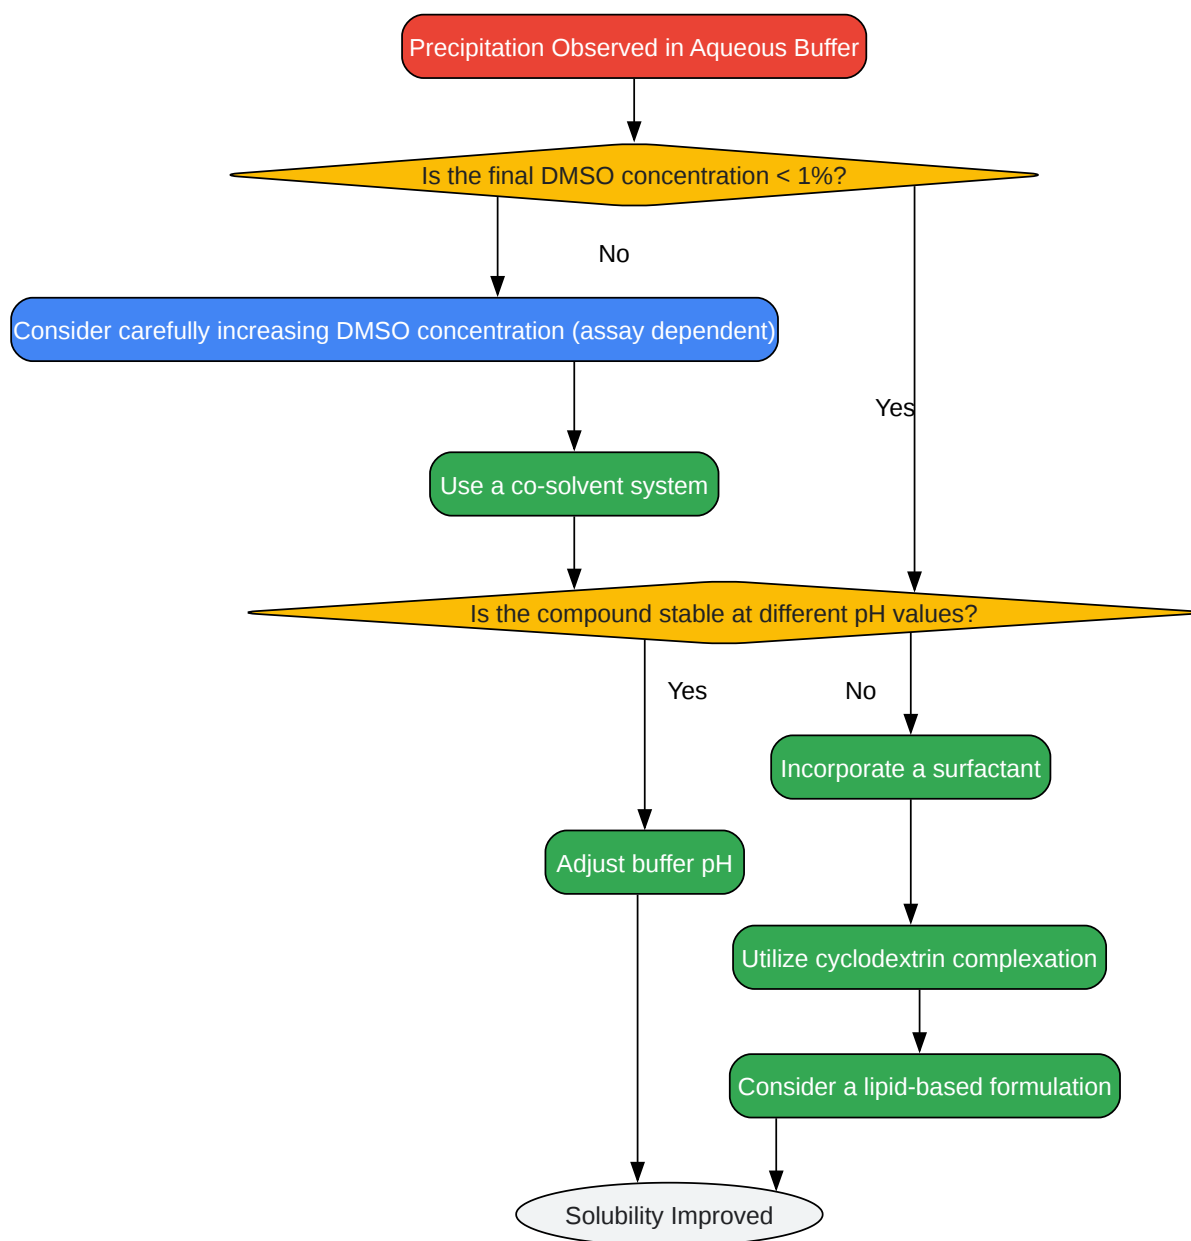 Precipitation Observed in Aqueous Buffer
Is the final DMSO concentration < 1%?
No
Consider carefully increasing DMSO concentration (assay dependent)
Yes
Use a co-solvent system
Is the compound stable at different pH values?
Yes
No
Incorporate a surfactant
Adjust buffer pH
Utilize cyclodextrin complexation
Consider a lipid-based formulation
Solubility Improved